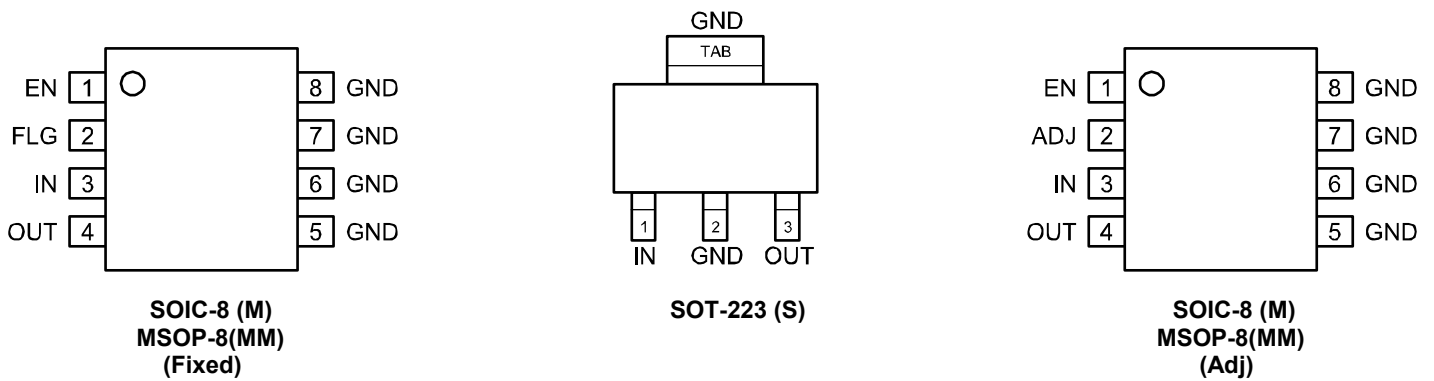 EN 1 8 GND
FLG 2 7 GND
IN 3 6 GND
OUT 4 5 GND
SOIC-8 (M)
MSOP-8(MM)
(Fixed)
GND
TAB
1 2 3
IN GND OUT
SOT-223 (S)
EN 1 8 GND
ADJ 2 7 GND
IN 3 6 GND
OUT 4 5 GND
SOIC-8 (M)
MSOP-8(MM)
(Adj)